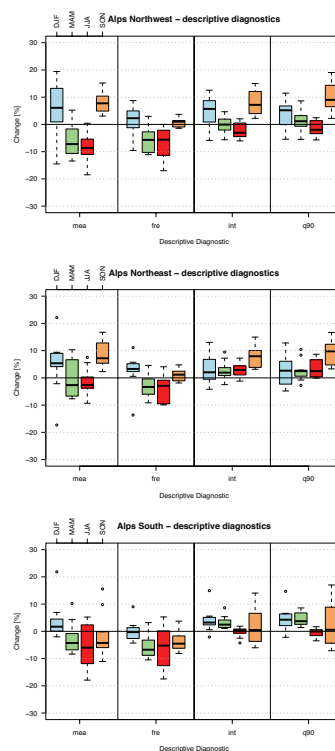 Alps Northwest – descriptive diagnostics
DJF MAM JJA SON
Change [%]
30
20
10
0
−10
−20
−30
mea fre int q90
Descriptive Diagnostic
Alps Northeast – descriptive diagnostics
DJF MAM JJA SON
Change [%]
30
20
10
0
−10
−20
−30
mea fre int q90
Descriptive Diagnostic
Alps South – descriptive diagnostics
DJF MAM JJA SON
Change [%]
30
20
10
0
−10
−20
−30
mea fre int q90
Descriptive Diagnostic